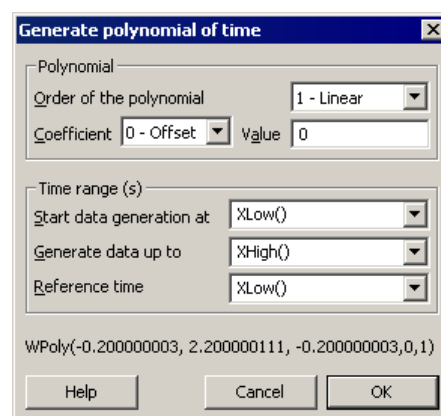 Generate polynomial of time
Polynomial
Order of the polynomial 1 - Linear
Coefficient 0 - Offset Value 0
Time range (s)
Start data generation at XLow()
Generate data up to XHigh()
Reference time XLow()
WPoly(-0.200000003, 2.200000111, -0.200000003,0,1)
Help Cancel OK